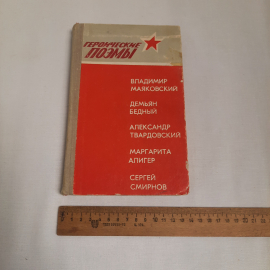 ГЕРОИЧЕСКИЕ
ПОЭМЫ
ВЛАДИМИР
МАЯКОВСКИЙ
ДЕМЬЯН
БЕДНЫЙ
АЛЕКСАНДР
ТВАРДОВСКИЙ
МАРГАРИТА
АЛИГЕР
СЕРГЕЙ
СМИРНОВ